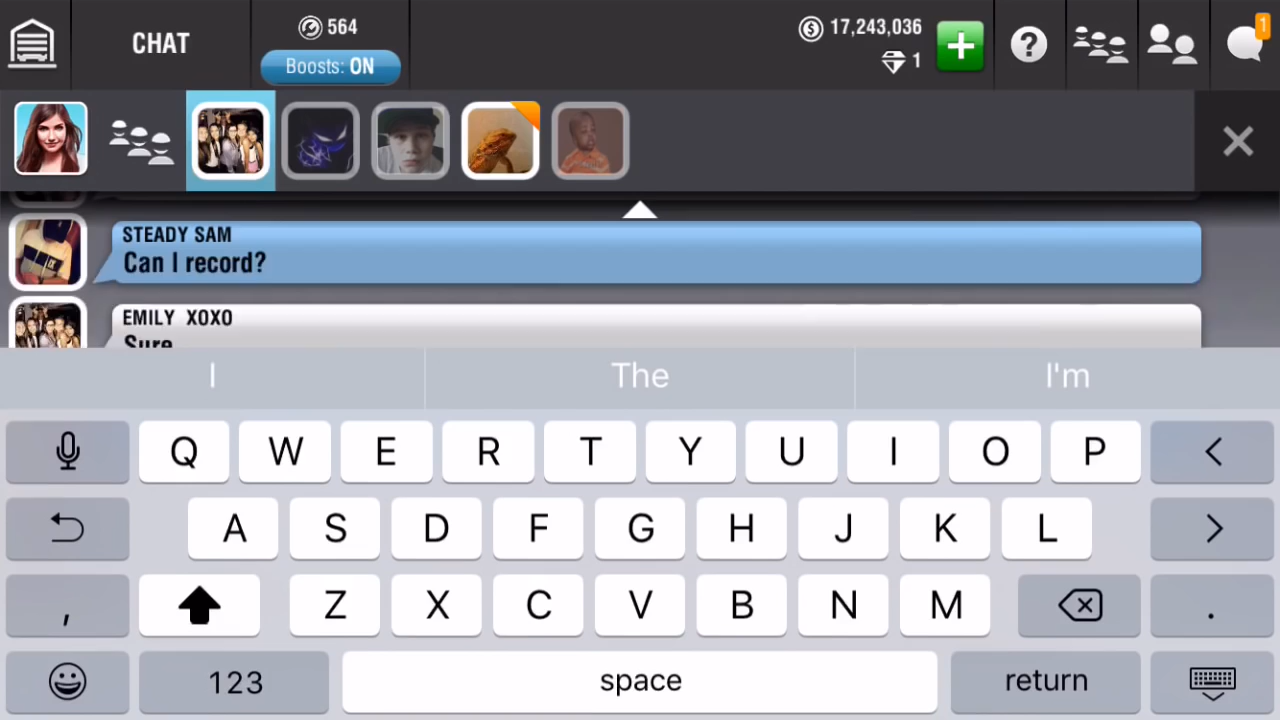 CHAT
564
Boosts: ON
17,243,036
1
?
1
STEADY SAM
Can I record?
EMILY XOXO
Sure
I The I'm
Q W E R T Y U I O P <
A S D F G H J K L >
, Z X C V B N M .
123 space return